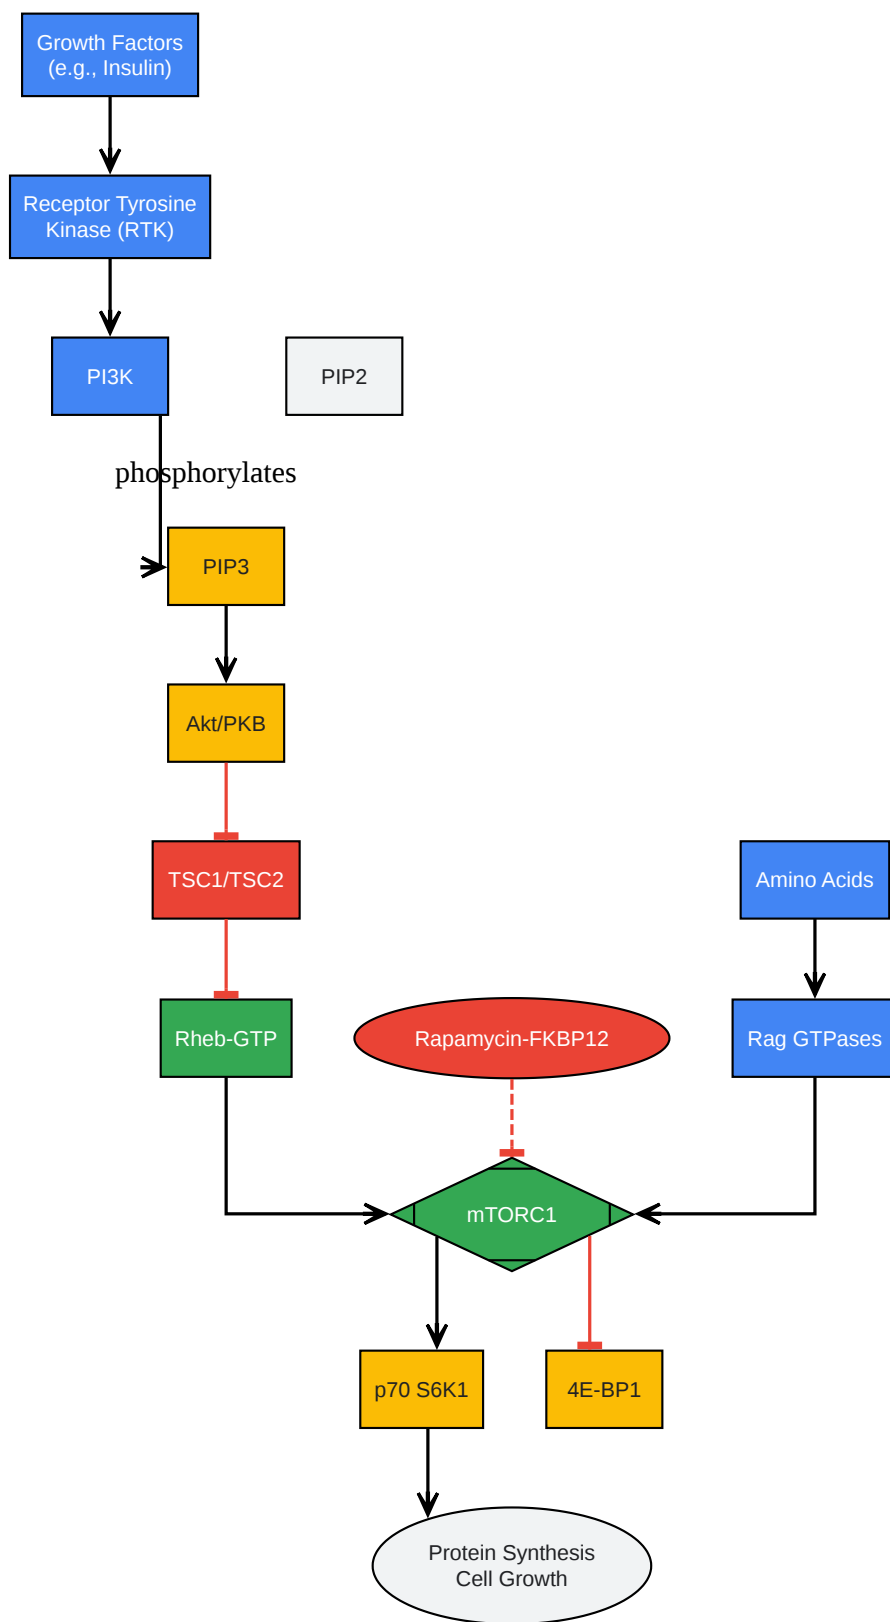 Growth Factors
(e.g., Insulin)
Receptor Tyrosine
Kinase (RTK)
PI3K
PIP2
phosphorylates
PIP3
Akt/PKB
TSC1/TSC2
Amino Acids
Rheb-GTP
Rapamycin-FKBP12
Rag GTPases
mTORC1
p70 S6K1
4E-BP1
Protein Synthesis
Cell Growth